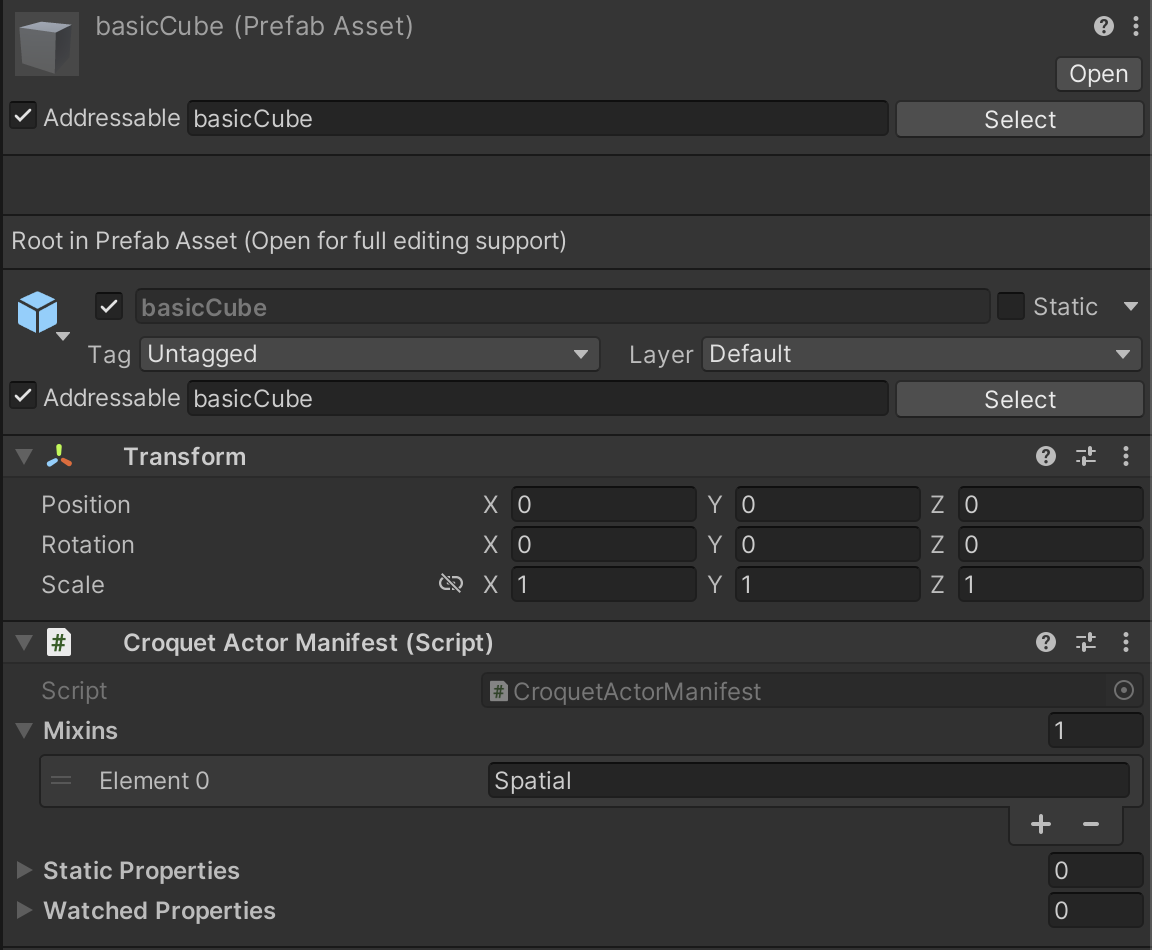 basicCube (Prefab Asset)
Open
Addressable basicCube Select
Root in Prefab Asset (Open for full editing support)
basicCube Static
Tag Untagged Layer Default
Addressable basicCube Select
Transform
Position X 0 Y 0 Z 0
Rotation X 0 Y 0 Z 0
Scale X 1 Y 1 Z 1
# Croquet Actor Manifest (Script)
Script # CroquetActorManifest
Mixins 1
Element 0 Spatial
+ −
Static Properties 0
Watched Properties 0